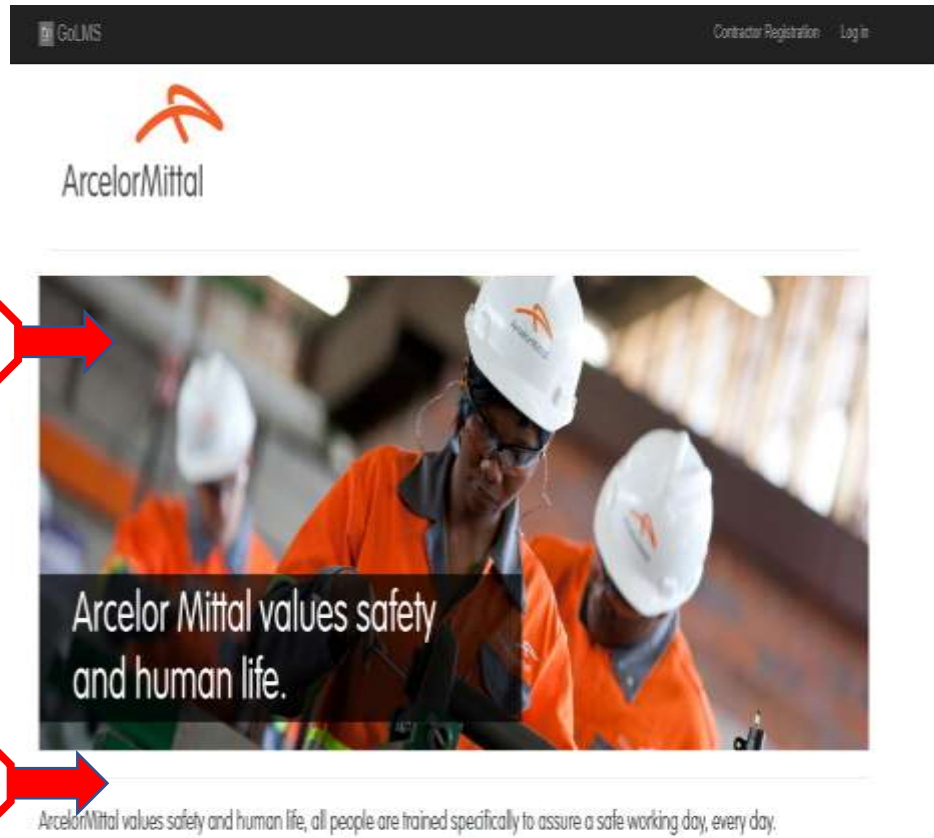 GoLMS
Contractor Registration Log in
ArcelorMittal
Arcelor Mittal values safety
and human life.
ArcelorMittal values safety and human life, all people are trained specifically to assure a safe working day, every day.